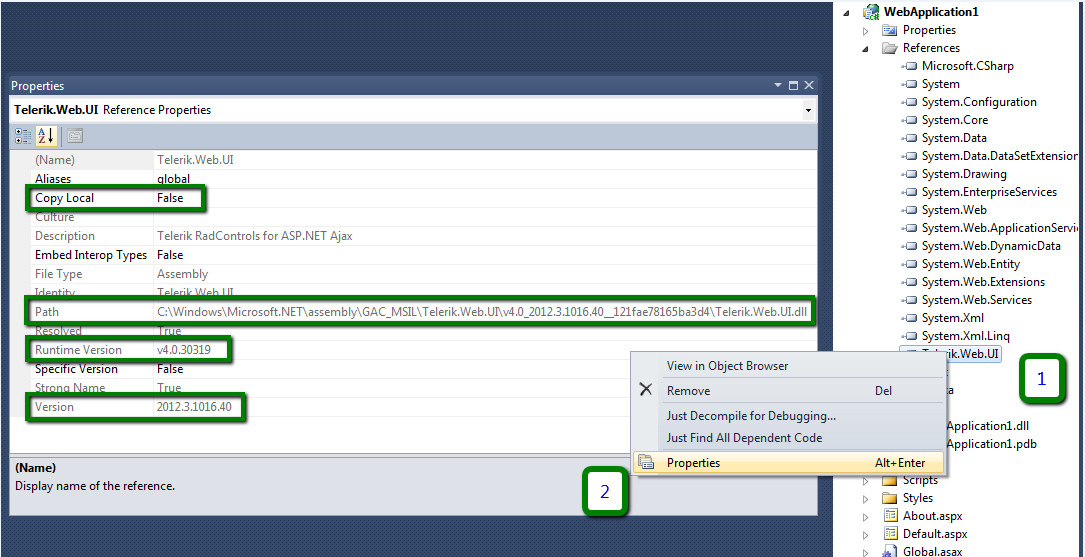 Properties
Telerik.Web.UI Reference Properties
A
Z
(Name) Telerik.Web.UI
Aliases global
Copy Local False
Culture
Description Telerik RadControls for ASP.NET Ajax
Embed Interop Types False
File Type Assembly
Identity Telerik.Web.UI
Path C:\Windows\Microsoft.NET\assembly\GAC_MSIL\Telerik.Web.UI\v4.0_2012.3.1016.40__121fae78165ba3d4\Telerik.Web.UI.dll
Resolved True
Runtime Version v4.0.30319
Specific Version False
Strong Name True
Version 2012.3.1016.40
(Name)
Display name of the reference.
2
View in Object Browser
Remove Del
Just Decompile for Debugging...
Just Find All Dependent Code
Properties Alt+Enter
WebApplication1
Properties
References
Microsoft.CSharp
System
System.Configuration
System.Core
System.Data
System.Data.DataSetExtension
System.Drawing
System.EnterpriseServices
System.Web
System.Web.ApplicationServi
System.Web.DynamicData
System.Web.Entity
System.Web.Extensions
System.Web.Services
System.Xml
System.Xml.Linq
Telerik.Web.UI
1
Application1.dll
Application1.pdb
Scripts
Styles
About.aspx
Default.aspx
Global.asax